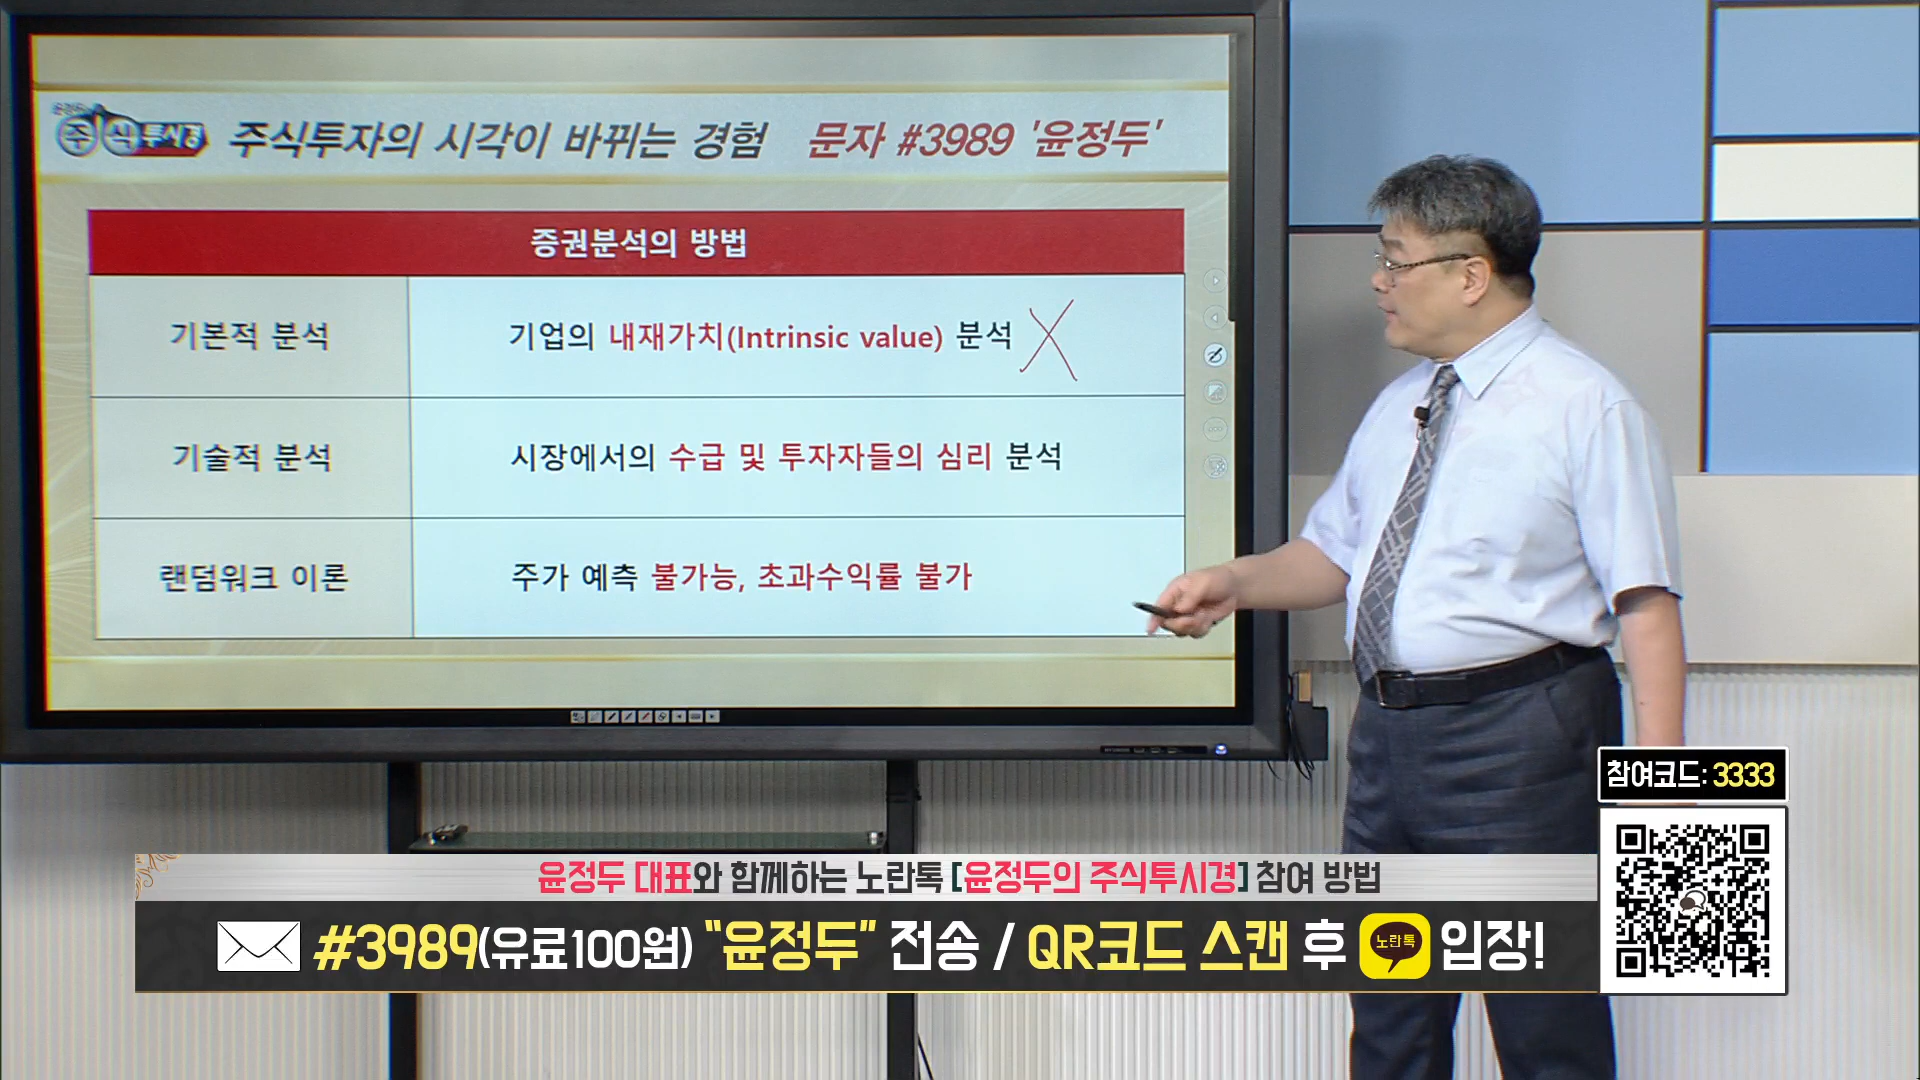 주식투시경
주식투자의 시각이 바뀌는 경험 문자 #3989 '윤정두'
증권분석의 방법
기본적 분석 기업의 내재가치(Intrinsic value) 분석
기술적 분석 시장에서의 수급 및 투자자들의 심리 분석
랜덤워크 이론 주가 예측 불가능, 초과수익률 불가
참여코드: 3333
윤정두 대표와 함께하는 노란톡 [윤정두의 주식투시경] 참여 방법
#3989(유료100원) "윤정두" 전송 / QR코드 스캔 후 노란톡 입장!